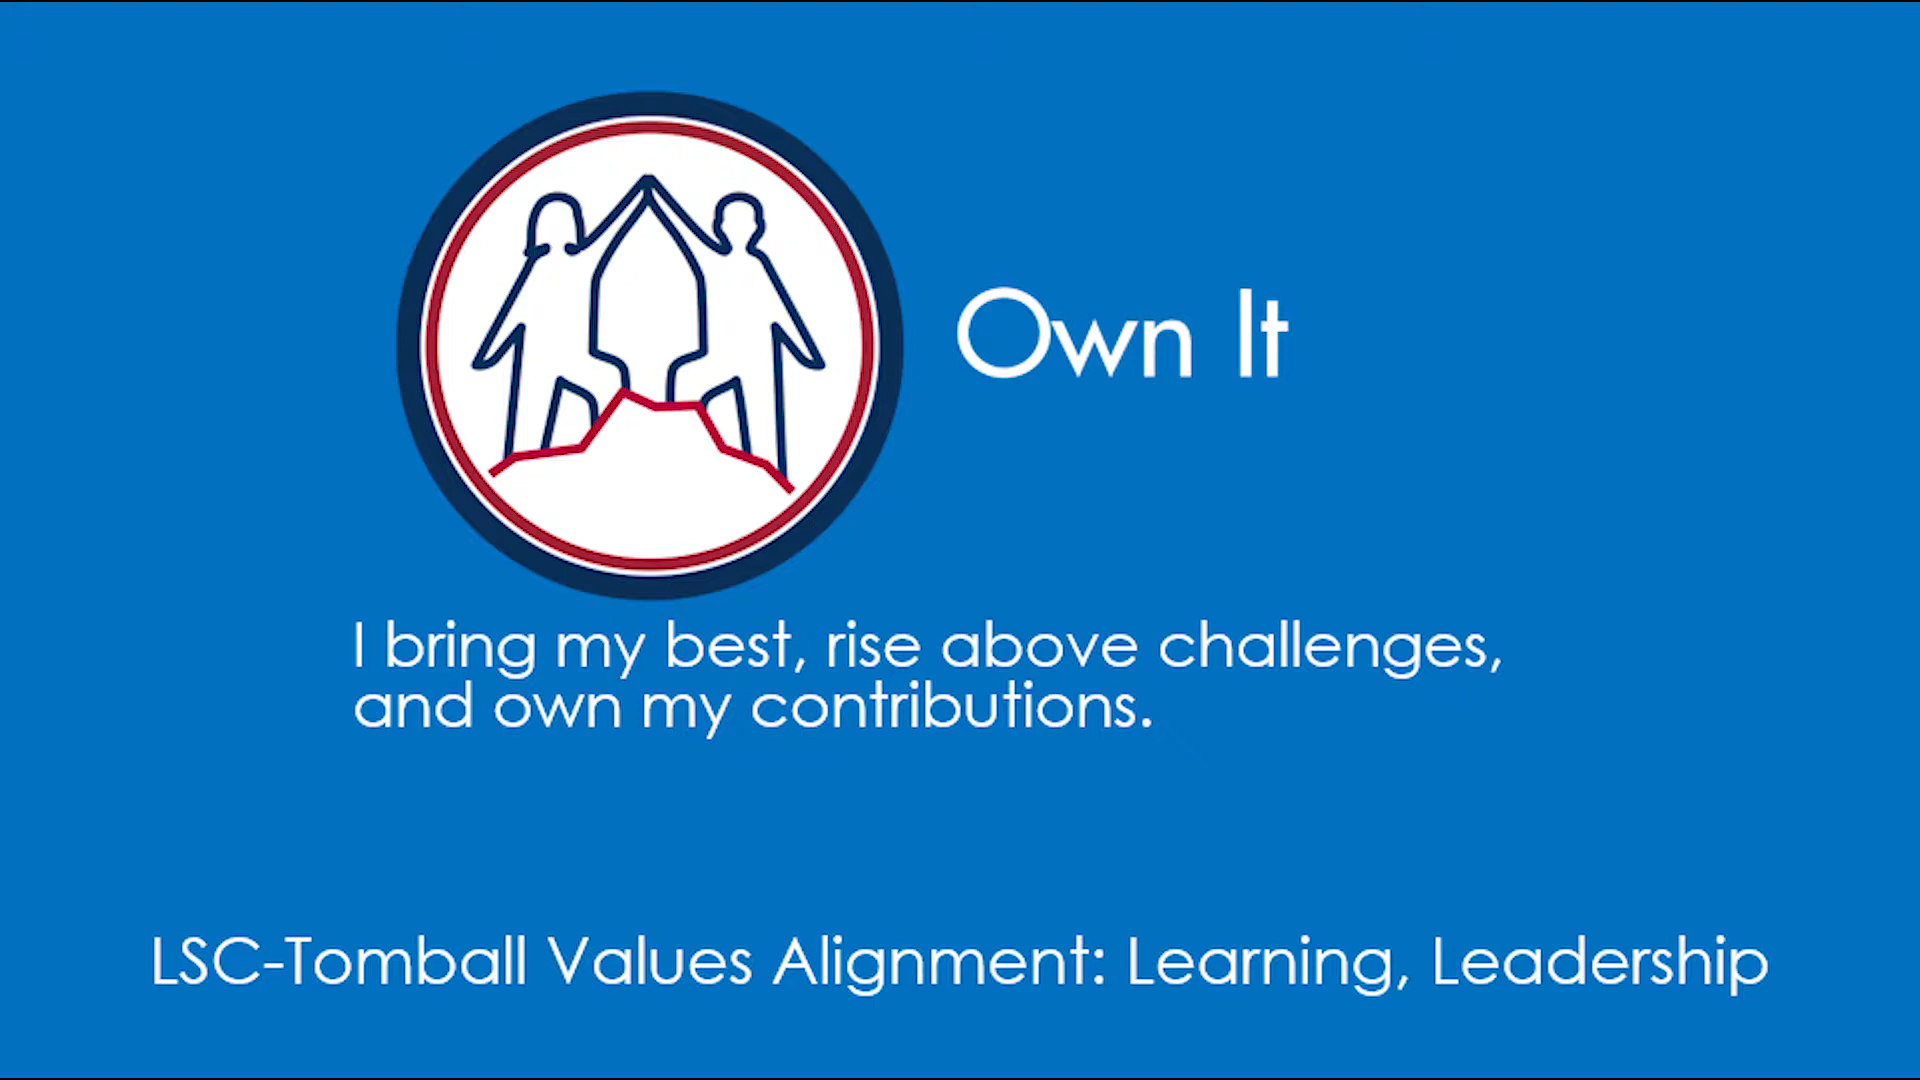 Own It
I bring my best, rise above challenges,
and own my contributions.
LSC-Tomball Values Alignment: Learning, Leadership